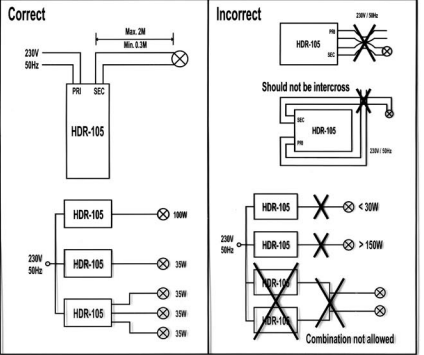 Correct
Max. 2M
Min. 0.3M
230V
50Hz
PRI SEC
HDR-105
HDR-105
100W
230V
50Hz
HDR-105
35W
HDR-105
35W
35W
35W
Incorrect
230V / 50Hz
PRI
HDR-105
SEC
Should not be intercross
SEC
HDR-105
PRI
230V / 50Hz
HDR-105
< 30W
230V
50Hz
HDR-105
> 150W
HDR-105
HDR-105
Combination not allowed